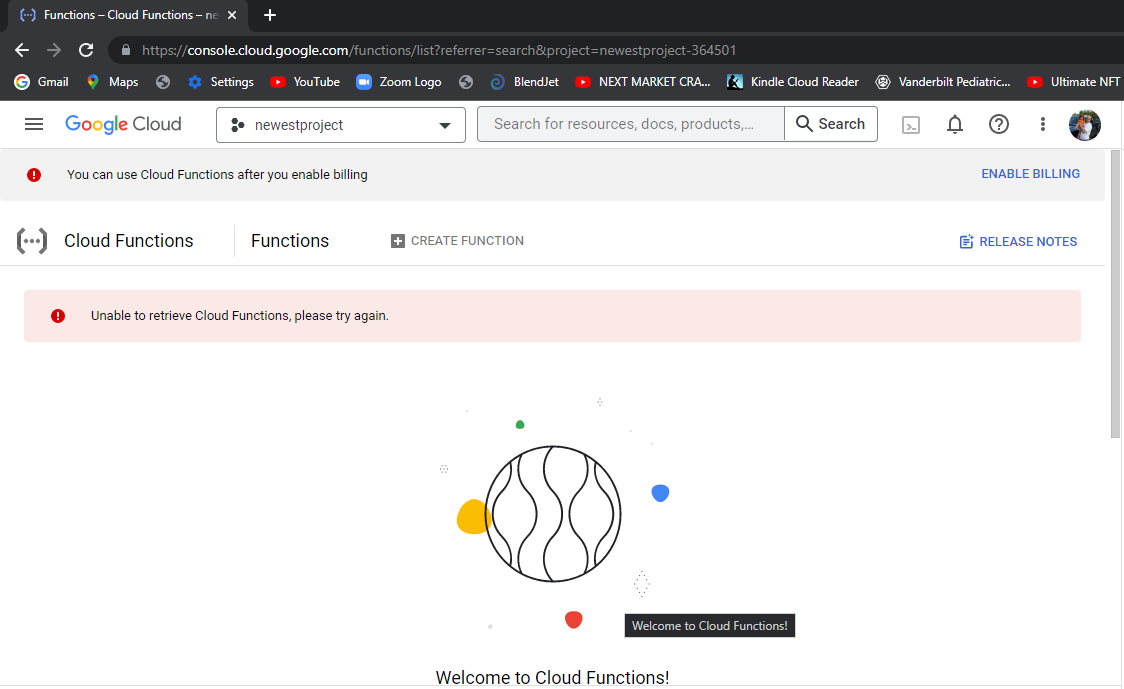 Functions – Cloud Functions – ne
https://console.cloud.google.com/functions/list?referrer=search&project=newestproject-364501
Gmail Maps Settings YouTube Zoom Logo BlendJet NEXT MARKET CRA... Kindle Cloud Reader Vanderbilt Pediatric... Ultimate NFT
Google Cloud newestproject Search for resources, docs, products,... Search
You can use Cloud Functions after you enable billing ENABLE BILLING
Cloud Functions Functions CREATE FUNCTION RELEASE NOTES
Unable to retrieve Cloud Functions, please try again.
Welcome to Cloud Functions!
Welcome to Cloud Functions!